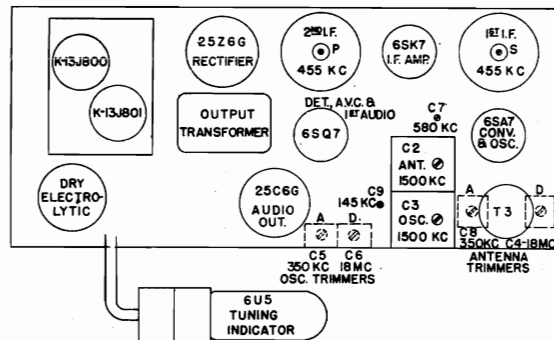 K-13J800
K-13J801
25Z6G
RECTIFIER
2ND I.F.
P
455 KC
6SK7
I.F. AMP.
1ST I.F.
S
455 KC
OUTPUT
TRANSFORMER
DET., A.V.C. &
1ST AUDIO
6SQ7
C7
580 KC
6SA7
CONV.
& OSC.
C2
ANT.
1500KC
DRY
ELECTRO-
LYTIC
25C6G
AUDIO
OUT.
C9
145 KC
C3
OSC.
1500 KC
A
T3
D
A
D
C5
350 KC
C6
18MC
OSC. TRIMMERS
C8
350KC
C4-18MC
ANTENNA
TRIMMERS
6U5
TUNING
INDICATOR